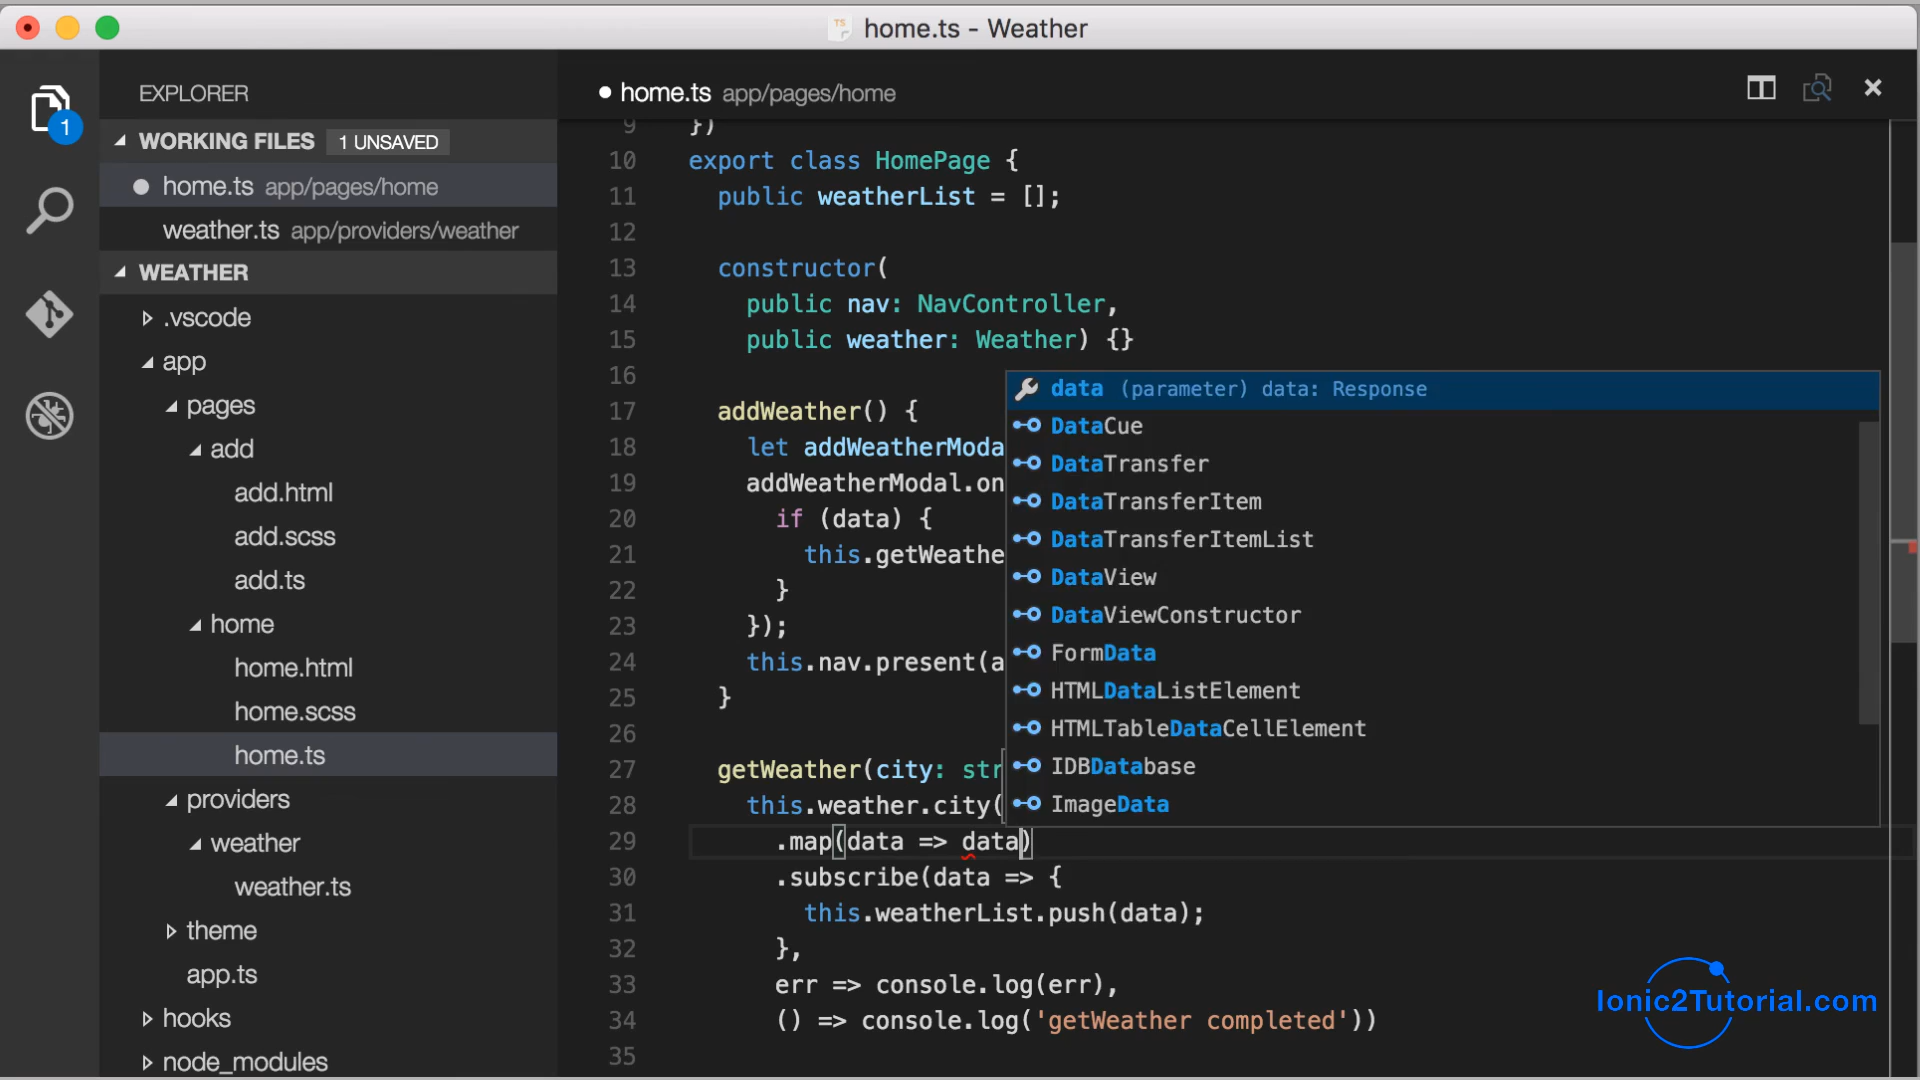 home.ts - Weather
EXPLORER
WORKING FILES 1 UNSAVED
home.ts app/pages/home
weather.ts app/providers/weather
WEATHER
.vscode
app
pages
add
add.html
add.scss
add.ts
home
home.html
home.scss
home.ts
providers
weather
weather.ts
theme
app.ts
hooks
node_modules
1
home.ts app/pages/home
9 })
10 export class HomePage {
11 public weatherList = [];
12
13 constructor(
14 public nav: NavController,
15 public weather: Weather) {}
16
17 addWeather() {
18 let addWeatherModa
19 addWeatherModal.on
20 if (data) {
21 this.getWeathe
22 }
23 });
24 this.nav.present(a
25 }
26
27 getWeather(city: str
28 this.weather.city(
29 .map(data => data)
30 .subscribe(data => {
31 this.weatherList.push(data);
32 },
33 err => console.log(err),
34 () => console.log('getWeather completed'))
35
data (parameter) data: Response
DataCue
DataTransfer
DataTransferItem
DataTransferItemList
DataView
DataViewConstructor
FormData
HTMLDataListElement
HTMLTableDataCellElement
IDBDatabase
ImageData
Ionic2Tutorial.com